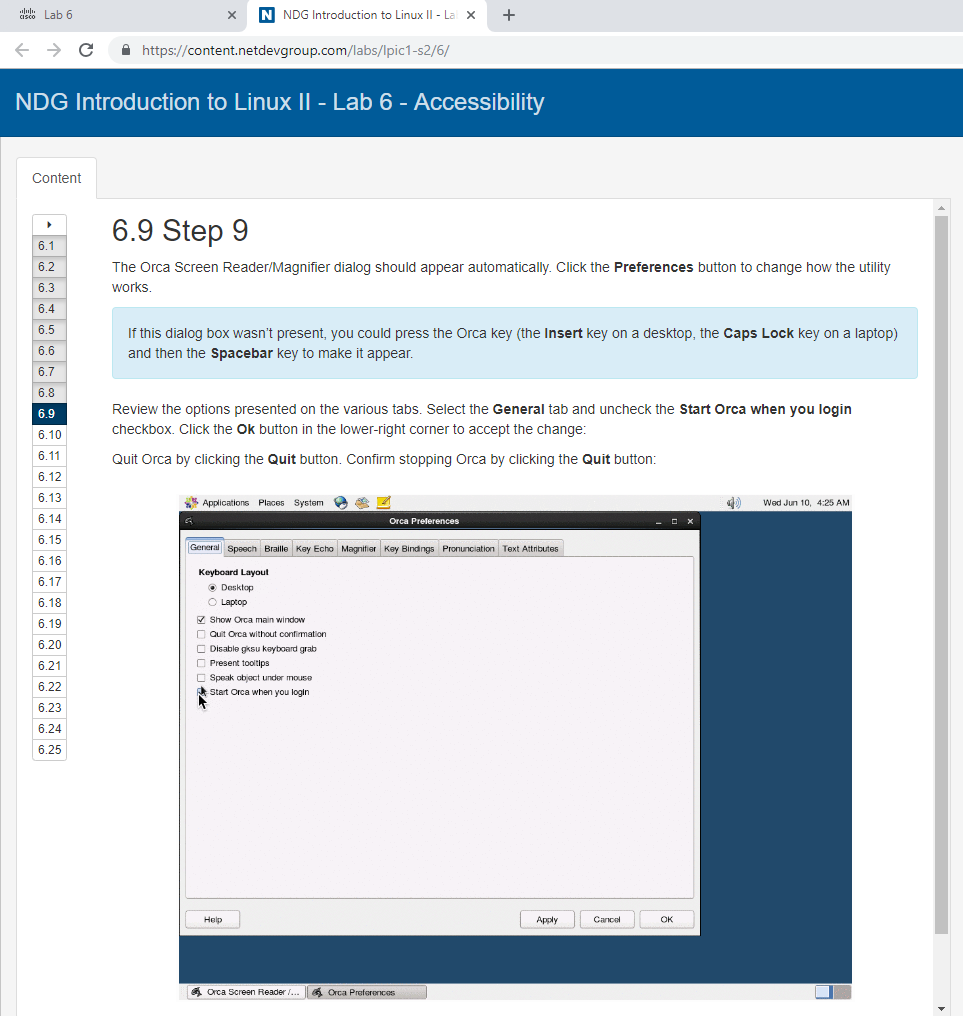 Lab 6
NDG Introduction to Linux II - La
https://content.netdevgroup.com/labs/lpic1-s2/6/
NDG Introduction to Linux II - Lab 6 - Accessibility
Content
6.1
6.2
6.3
6.4
6.5
6.6
6.7
6.8
6.9
6.10
6.11
6.12
6.13
6.14
6.15
6.16
6.17
6.18
6.19
6.20
6.21
6.22
6.23
6.24
6.25
6.9 Step 9
The Orca Screen Reader/Magnifier dialog should appear automatically. Click the Preferences button to change how the utility
works.
If this dialog box wasn't present, you could press the Orca key (the Insert key on a desktop, the Caps Lock key on a laptop)
and then the Spacebar key to make it appear.
Review the options presented on the various tabs. Select the General tab and uncheck the Start Orca when you login
checkbox. Click the Ok button in the lower-right corner to accept the change:
Quit Orca by clicking the Quit button. Confirm stopping Orca by clicking the Quit button:
Applications Places System Wed Jun 10, 4:25 AM
Orca Preferences
General Speech Braille Key Echo Magnifier Key Bindings Pronunciation Text Attributes
Keyboard Layout
Desktop
Laptop
Show Orca main window
Quit Orca without confirmation
Disable gksu keyboard grab
Present tooltips
Speak object under mouse
Start Orca when you login
Help Apply Cancel OK
Orca Screen Reader /... Orca Preferences